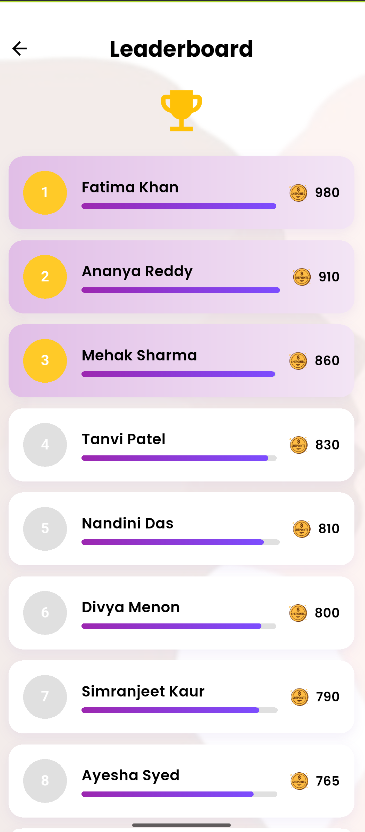 Leaderboard
1 Fatima Khan 980
2 Ananya Reddy 910
3 Mehak Sharma 860
4 Tanvi Patel 830
5 Nandini Das 810
6 Divya Menon 800
7 Simranjeet Kaur 790
8 Ayesha Syed 765